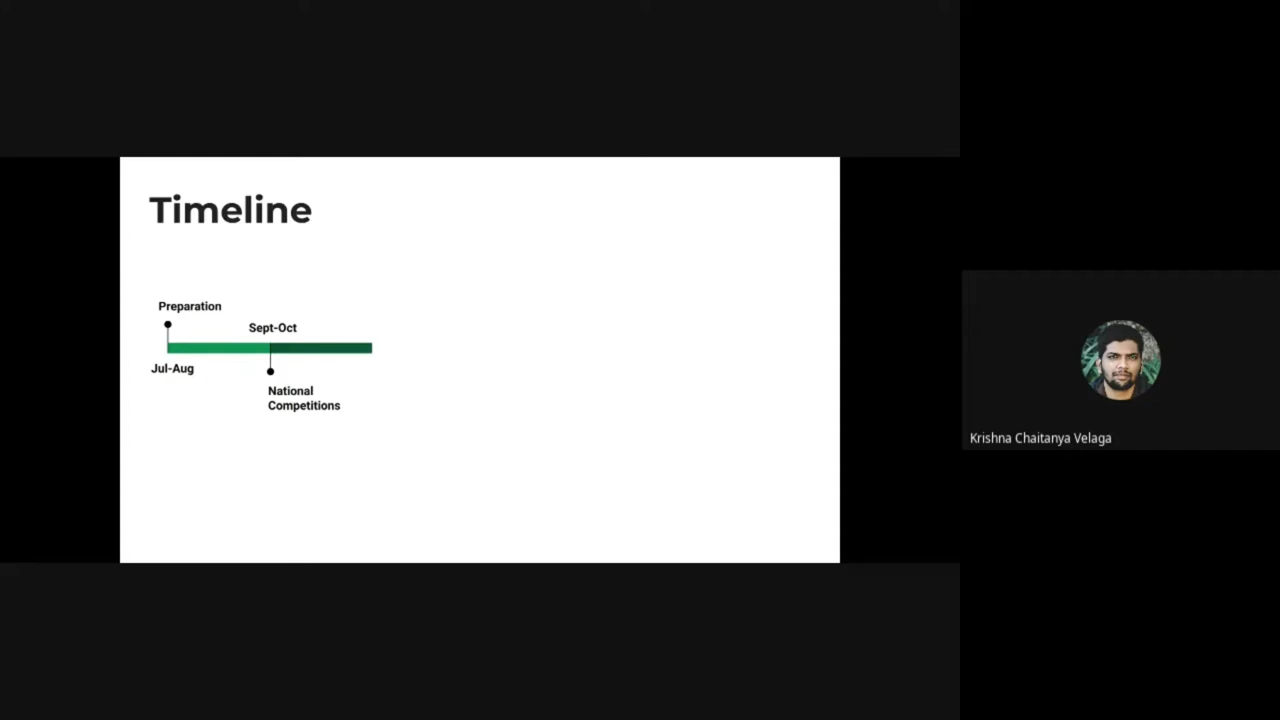 Timeline
Preparation
Sept-Oct
Jul-Aug
National
Competitions
Krishna Chaitanya Velaga